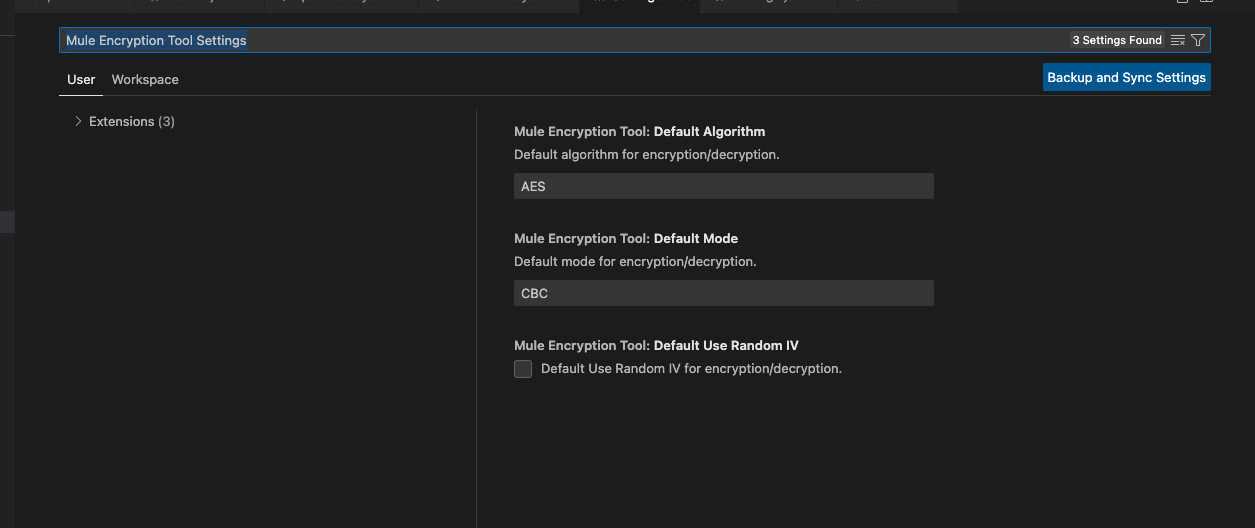 Mule Encryption Tool Settings
3 Settings Found
User Workspace
Backup and Sync Settings
Extensions (3)
Mule Encryption Tool: Default Algorithm
Default algorithm for encryption/decryption.
AES
Mule Encryption Tool: Default Mode
Default mode for encryption/decryption.
CBC
Mule Encryption Tool: Default Use Random IV
Default Use Random IV for encryption/decryption.